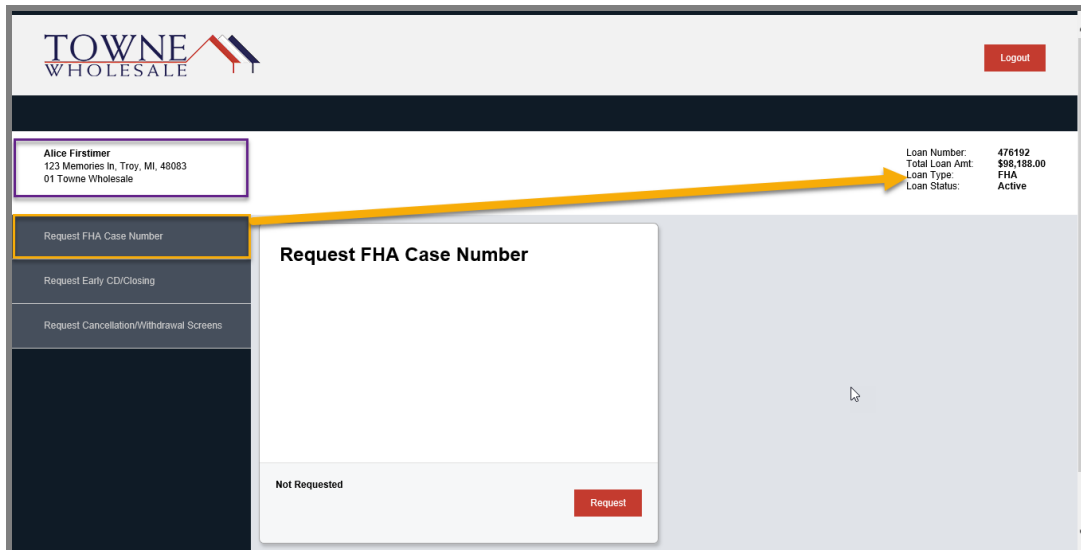 TOWNE
WHOLESALE
Logout
Alice Firstimer
123 Memories ln, Troy, MI, 48083
01 Towne Wholesale
Loan Number: 476192
Total Loan Amt: $98,188.00
Loan Type: FHA
Loan Status: Active
Request FHA Case Number
Request Early CD/Closing
Request Cancellation/Withdrawal Screens
Request FHA Case Number
Not Requested
Request